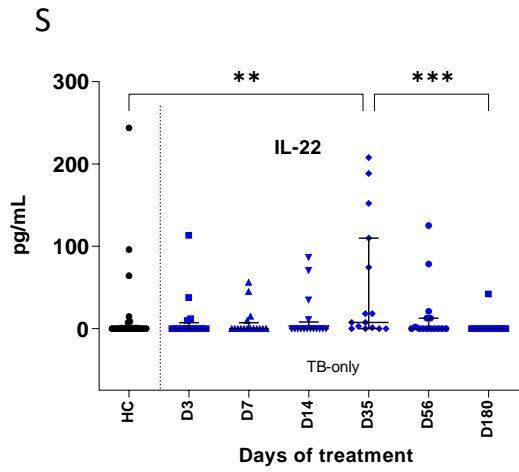 S
** ***
IL-22
pg/mL
300
200
100
0
TB-only
HC D3 D7 D14 D35 D56 D180
Days of treatment